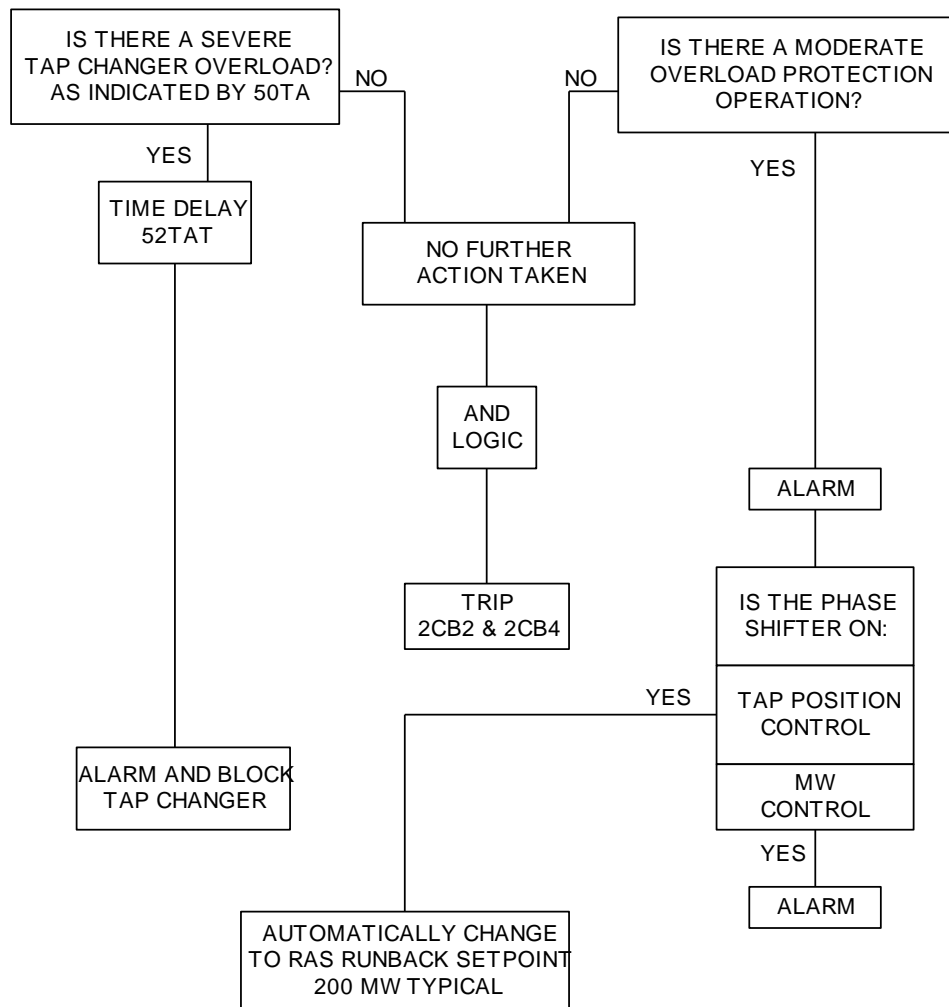 IS THERE A SEVERE
TAP CHANGER OVERLOAD?
AS INDICATED BY 50TA
NO
YES
TIME DELAY
52TAT
ALARM AND BLOCK
TAP CHANGER
IS THERE A MODERATE
OVERLOAD PROTECTION
OPERATION?
NO
YES
NO FURTHER
ACTION TAKEN
AND
LOGIC
TRIP
2CB2 & 2CB4
ALARM
IS THE PHASE
SHIFTER ON:
TAP POSITION
CONTROL
YES
MW
CONTROL
YES
ALARM
AUTOMATICALLY CHANGE
TO RAS RUNBACK SETPOINT
200 MW TYPICAL